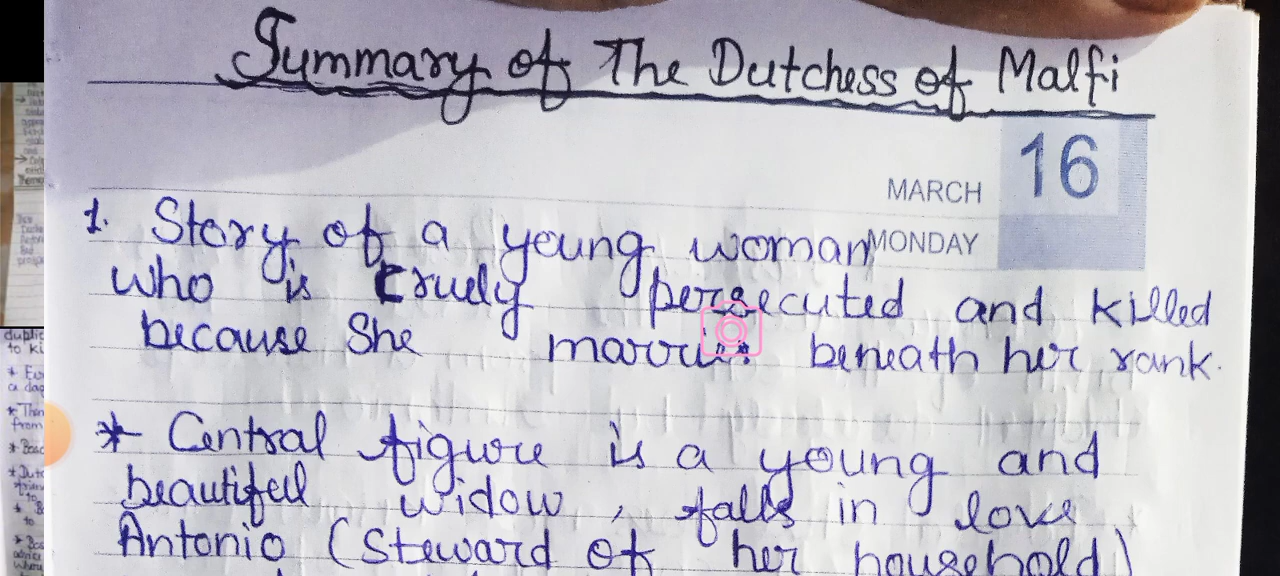 Summary of The Dutchess of Malfi
MARCH 16
MONDAY
1. Story of a young woman
who is cruely persecuted and killed
because She marries beneath her rank.
* Central figure is a young and
beautiful widow, falls in love
Antonio (Steward of her household)